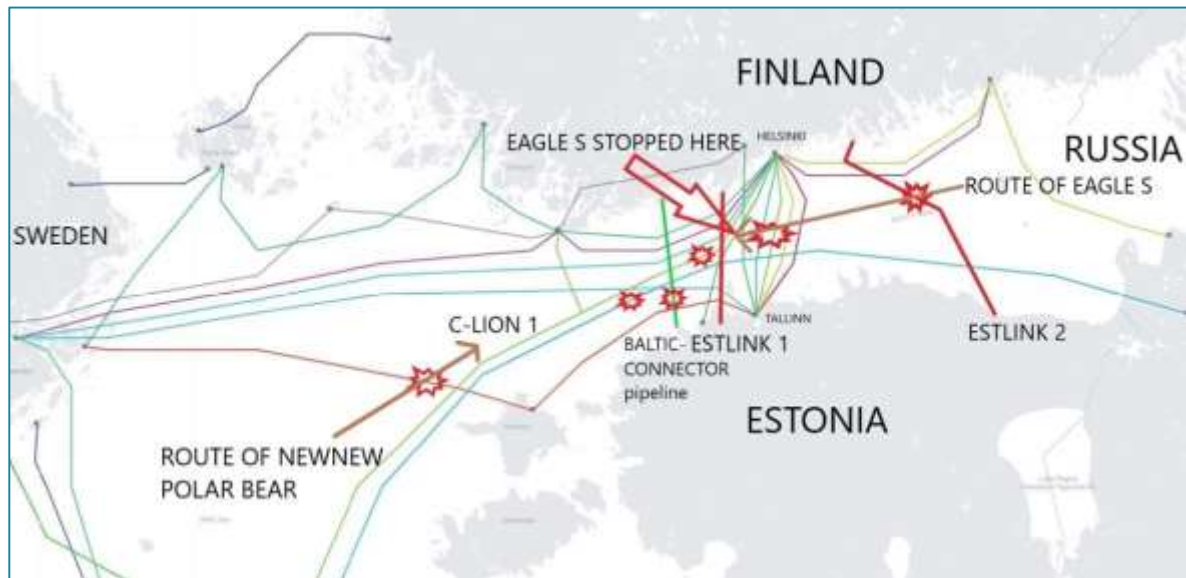 FINLAND
EAGLE S STOPPED HERE
HELSINKI
RUSSIA
ROUTE OF EAGLE S
SWEDEN
C-LION 1
TALLINN
BALTIC-
CONNECTOR
pipeline
ESTLINK 1
ESTLINK 2
ESTONIA
ROUTE OF NEWNEW
POLAR BEAR